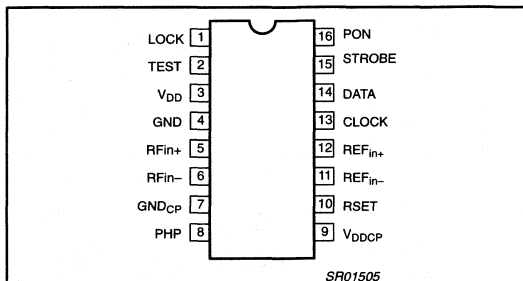 LOCK 1 16 PON
TEST 2 15 STROBE
VDD 3 14 DATA
GND 4 13 CLOCK
RFin+ 5 12 REFin+
RFin– 6 11 REFin–
GNDCP 7 10 RSET
PHP 8 9 VDDCP
SR01505